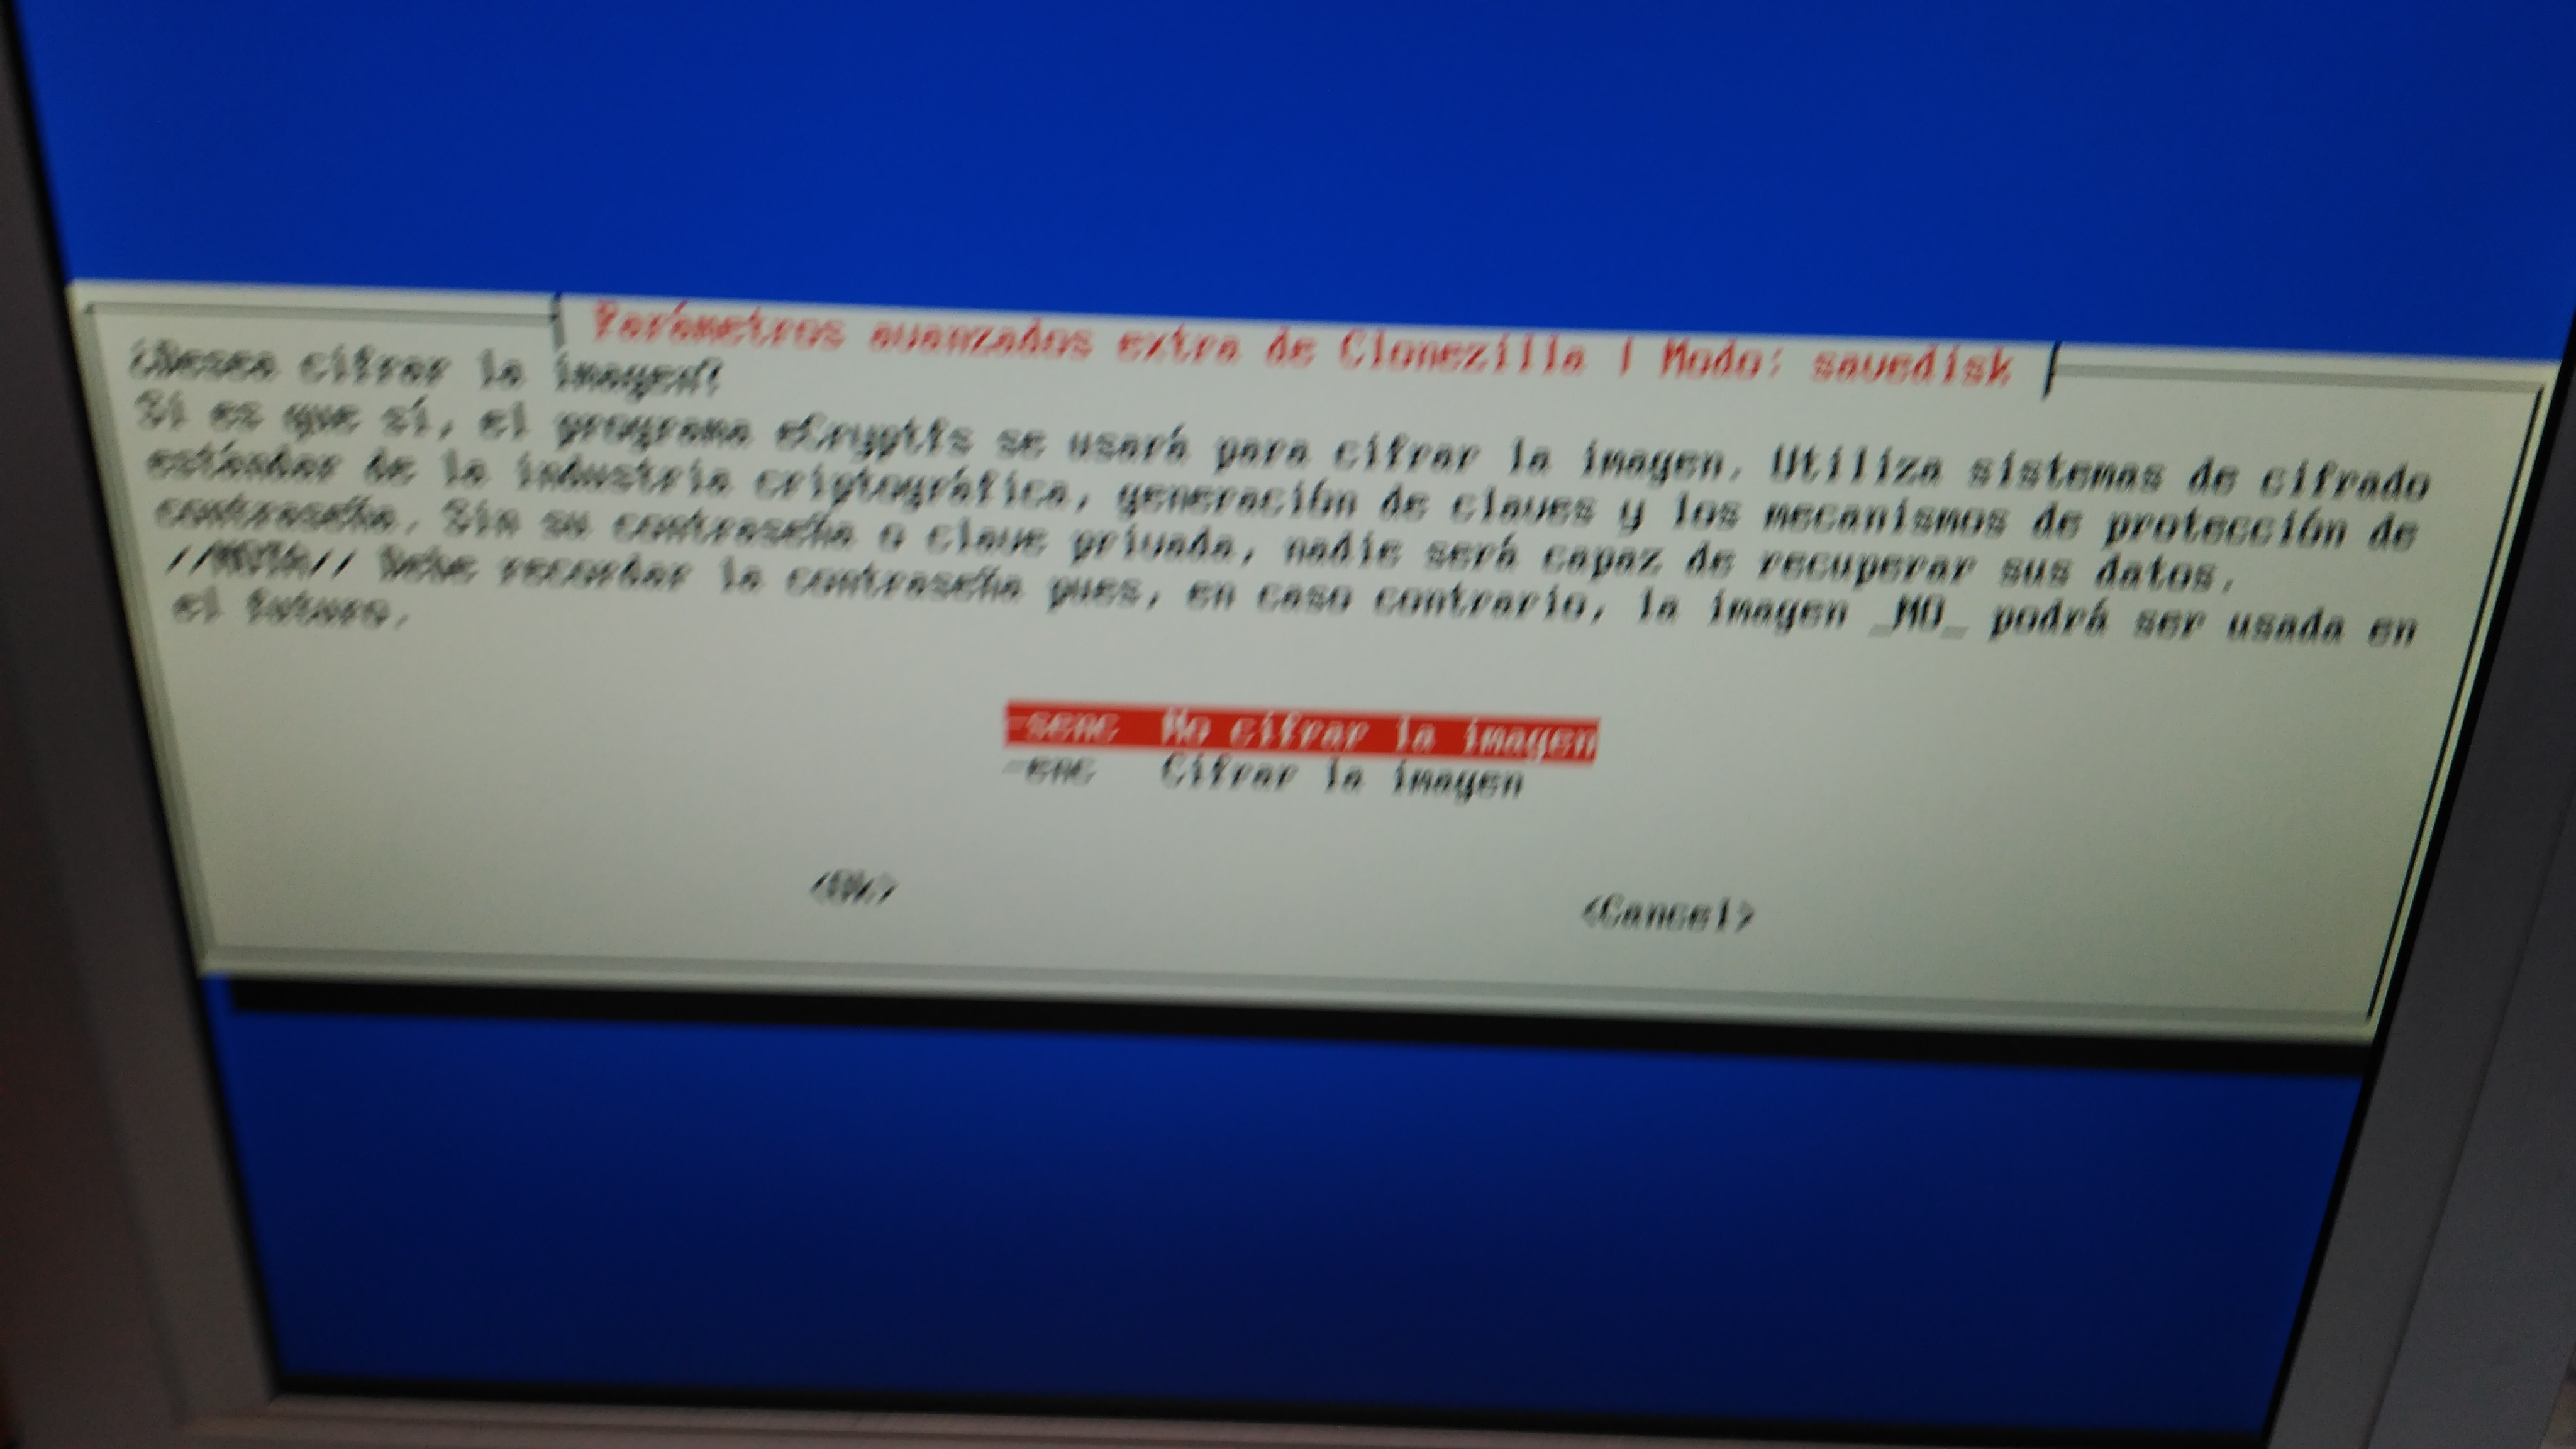 Parámetros avanzados extra de Clonezilla | Modo: savedisk
¿Desea cifrar la imagen?
Si es que sí, el programa eCryptfs se usará para cifrar la imagen. Utiliza sistemas de cifrado
estándar de la industria criptográfica, generación de claves y los mecanismos de protección de
contraseña. Sin su contraseña o clave privada, nadie será capaz de recuperar sus datos.
//NOTA// Debe recordar la contraseña pues, en caso contrario, la imagen _NO_ podrá ser usada en
el futuro.
-senc No cifrar la imagen
-enc Cifrar la imagen
<Ok> <Cancel>